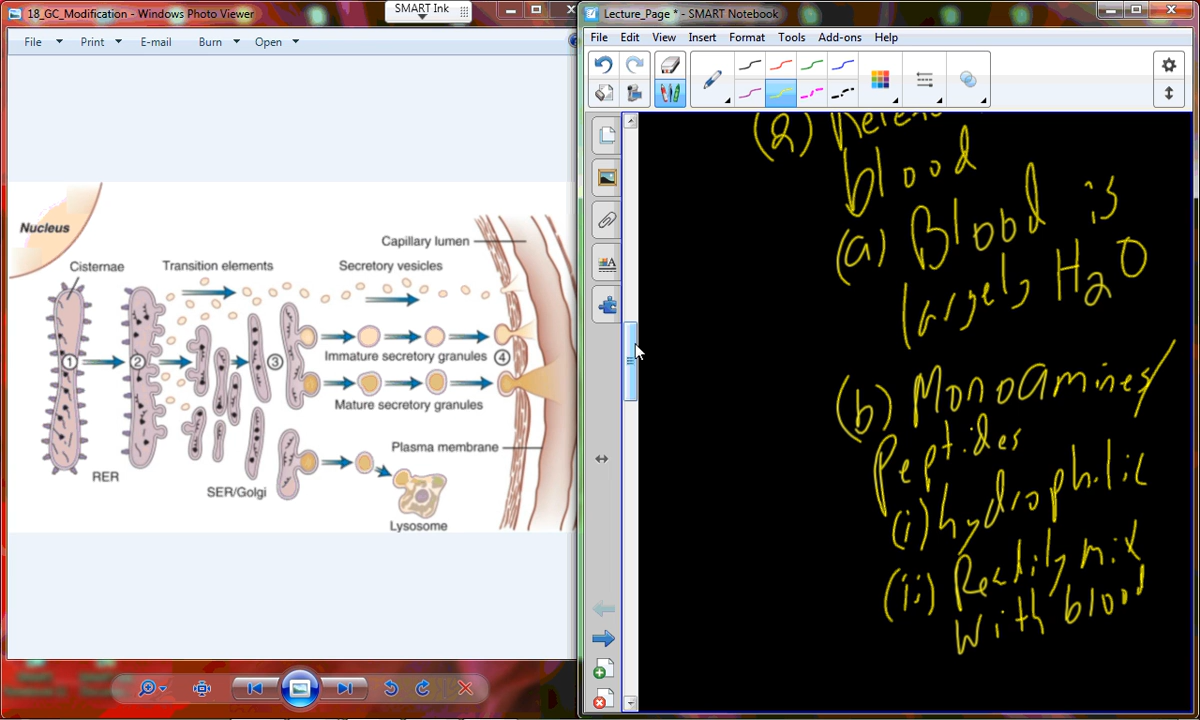 18_GC_Modification - Windows Photo Viewer
SMART Ink
File Print E-mail Burn Open
Nucleus
Capillary lumen
Cisternae
Transition elements
Secretory vesicles
1
2
3
Immature secretory granules
4
Mature secretory granules
Plasma membrane
RER
SER/Golgi
Lysosome
Lecture_Page * - SMART Notebook
File Edit View Insert Format Tools Add-ons Help
(2)
blood
(a) Blood is
largely H2O
(b) Monoamines/
Peptides
(i) hydrophilic
(ii) Readily mix
with blood